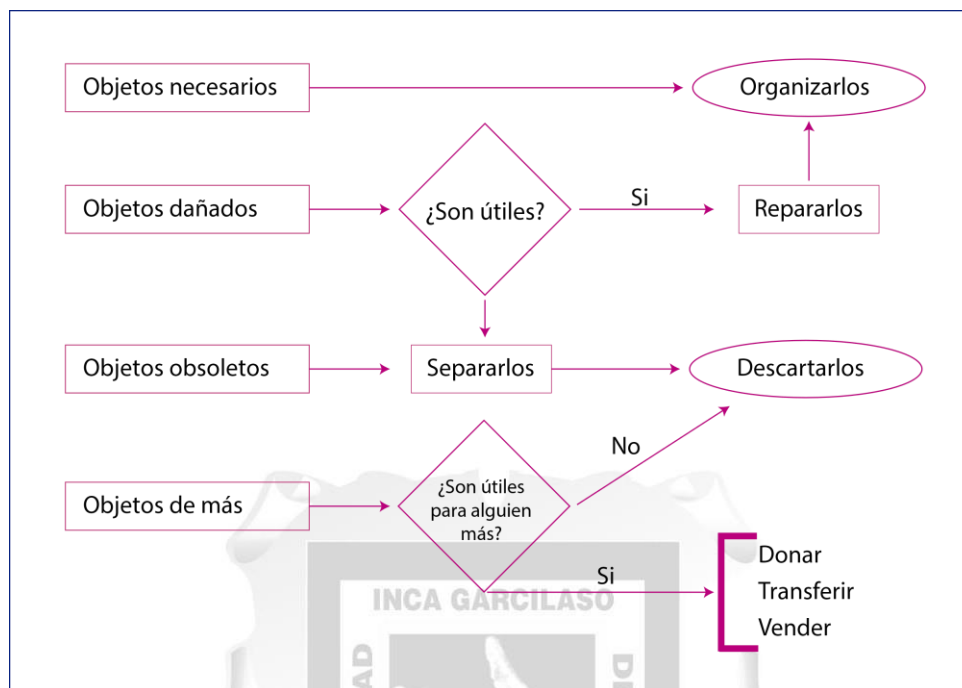 Objetos necesarios
Organizarlos
Objetos dañados
¿Son útiles?
Si
Repararlos
Objetos obsoletos
Separarlos
Descartarlos
No
Objetos de más
¿Son útiles
para alguien
más?
Si
Donar
Transferir
Vender
INCA GARCILASO